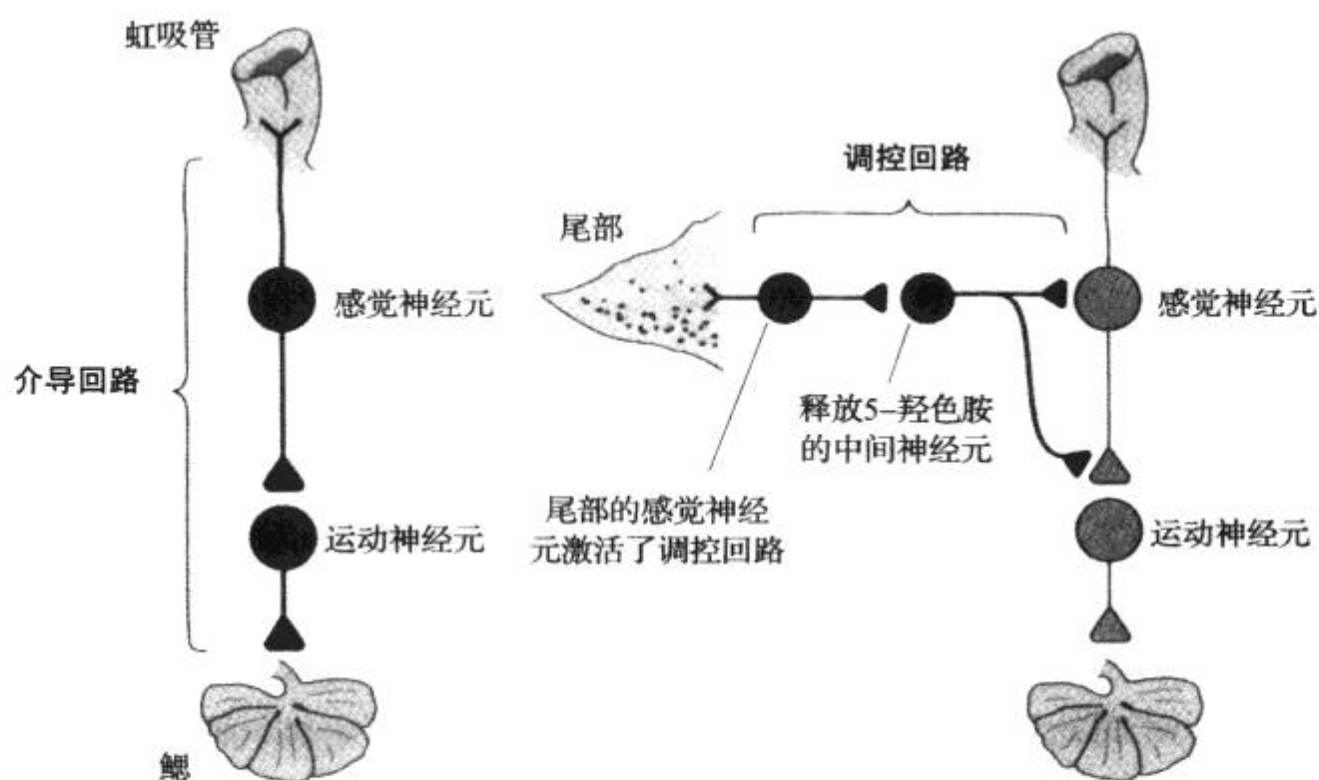 虹吸管
感觉神经元
介导回路
运动神经元
鳃
调控回路
尾部
感觉神经元
释放5-羟色胺
的中间神经元
尾部的感觉神经
元激活了调控回路
运动神经元